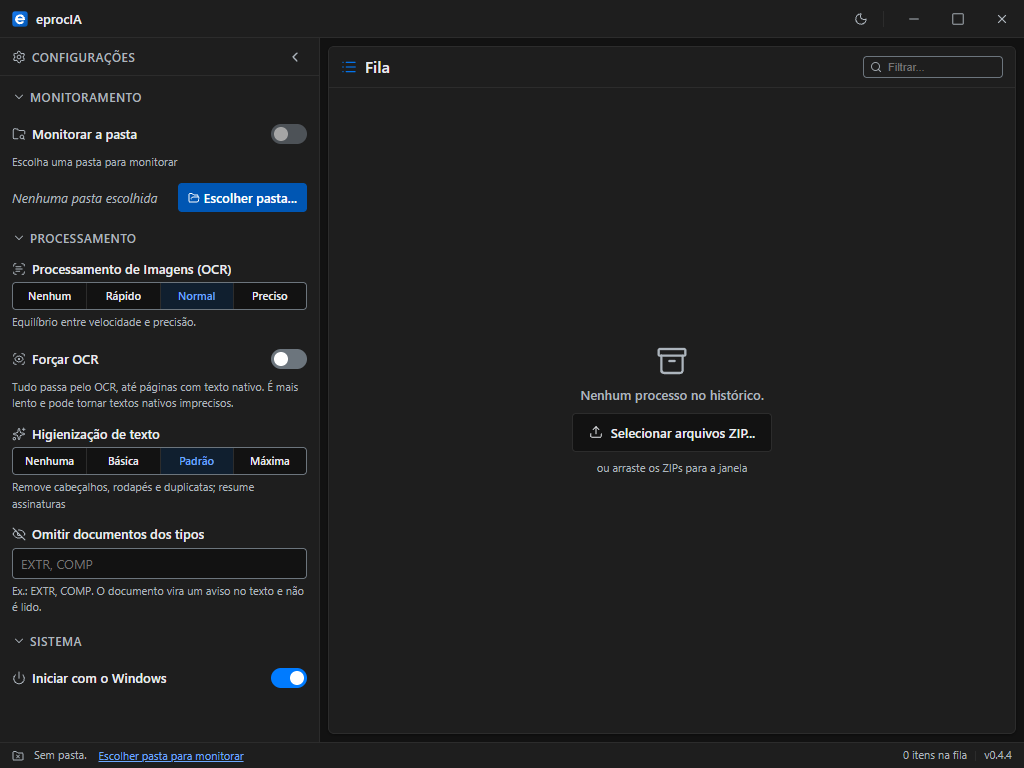 eprocIA
CONFIGURAÇÕES
MONITORAMENTO
Monitorar a pasta
Escolha uma pasta para monitorar
Nenhuma pasta escolhida
Escolher pasta...
PROCESSAMENTO
Processamento de Imagens (OCR)
Nenhum Rápido Normal Preciso
Equilíbrio entre velocidade e precisão.
Forçar OCR
Tudo passa pelo OCR, até páginas com texto nativo. É mais
lento e pode tornar textos nativos imprecisos.
Higienização de texto
Nenhuma Básica Padrão Máxima
Remove cabeçalhos, rodapés e duplicatas; resume
assinaturas
Omitir documentos dos tipos
EXTR, COMP
Ex.: EXTR, COMP. O documento vira um aviso no texto e não
é lido.
SISTEMA
Iniciar com o Windows
Fila
Filtrar...
Nenhum processo no histórico.
Selecionar arquivos ZIP...
ou arraste os ZIPs para a janela
Sem pasta. Escolher pasta para monitorar
0 itens na fila
v0.4.4